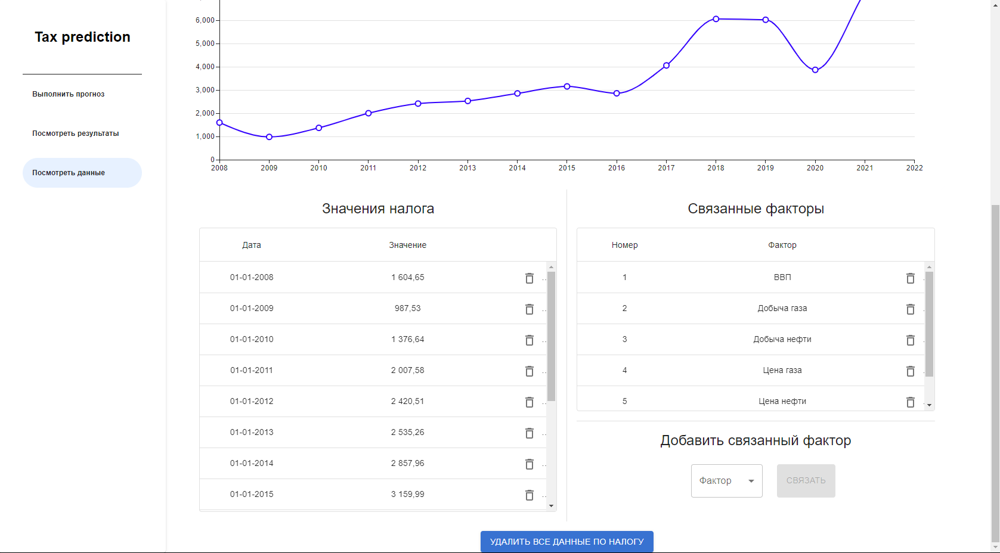 Tax prediction
Выполнить прогноз
Посмотреть результаты
Посмотреть данные
6,000
5,000
4,000
3,000
2,000
1,000
0
2008 2009 2010 2011 2012 2013 2014 2015 2016 2017 2018 2019 2020 2021 2022
Значения налога
Дата Значение
01-01-2008 1 604,65
01-01-2009 987,53
01-01-2010 1 376,64
01-01-2011 2 007,58
01-01-2012 2 420,51
01-01-2013 2 535,26
01-01-2014 2 857,96
01-01-2015 3 159,99
Связанные факторы
Номер Фактор
1 ВВП
2 Добыча газа
3 Добыча нефти
4 Цена газа
5 Цена нефти
Добавить связанный фактор
Фактор СВЯЗАТЬ
УДАЛИТЬ ВСЕ ДАННЫЕ ПО НАЛОГУ